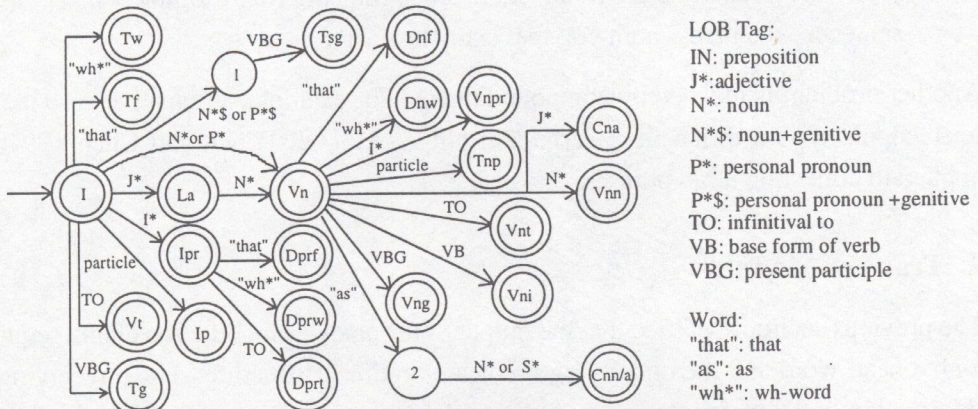 Tw
"wh*"
Tf
"that"
VBG
Tsg
I
N*$ or P*$
"that"
Dnf
"wh*"
Dnw
Vnpr
I*
particle
Tnp
J*
Cna
N*or P*
I
J*
La
N*
Vn
N*
Vnn
TO
Vnt
VB
Vni
I*
Ipr
"that"
Dprf
"wh*"
Dprw
TO
Dprt
particle
Ip
TO
Vt
VBG
Tg
VBG
Vng
"as"
2
N* or S*
Cnn/a
LOB Tag:
IN: preposition
J*:adjective
N*: noun
N*$: noun+genitive
P*: personal pronoun
P*$: personal pronoun +genitive
TO: infinitival to
VB: base form of verb
VBG: present participle
Word:
"that": that
"as": as
"wh*": wh-word